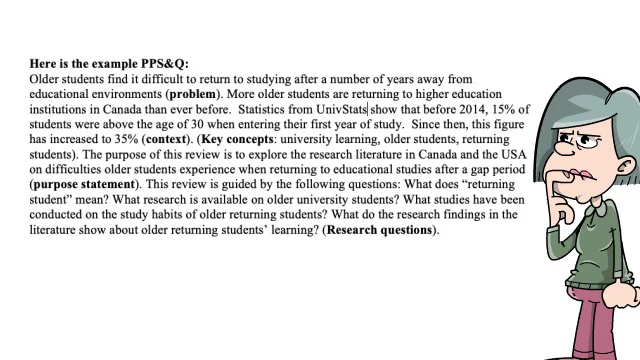 Here is the example PPS&Q:
Older students find it difficult to return to studying after a number of years away from
educational environments (problem). More older students are returning to higher education
institutions in Canada than ever before.  Statistics from UnivStats show that before 2014, 15% of
students were above the age of 30 when entering their first year of study.  Since then, this figure
has increased to 35% (context). (Key concepts: university learning, older students, returning
students). The purpose of this review is to explore the research literature in Canada and the USA
on difficulties older students experience when returning to educational studies after a gap period
(purpose statement). This review is guided by the following questions: What does “returning
student” mean? What research is available on older university students? What studies have been
conducted on the study habits of older returning students? What do the research findings in the
literature show about older returning students’ learning? (Research questions).